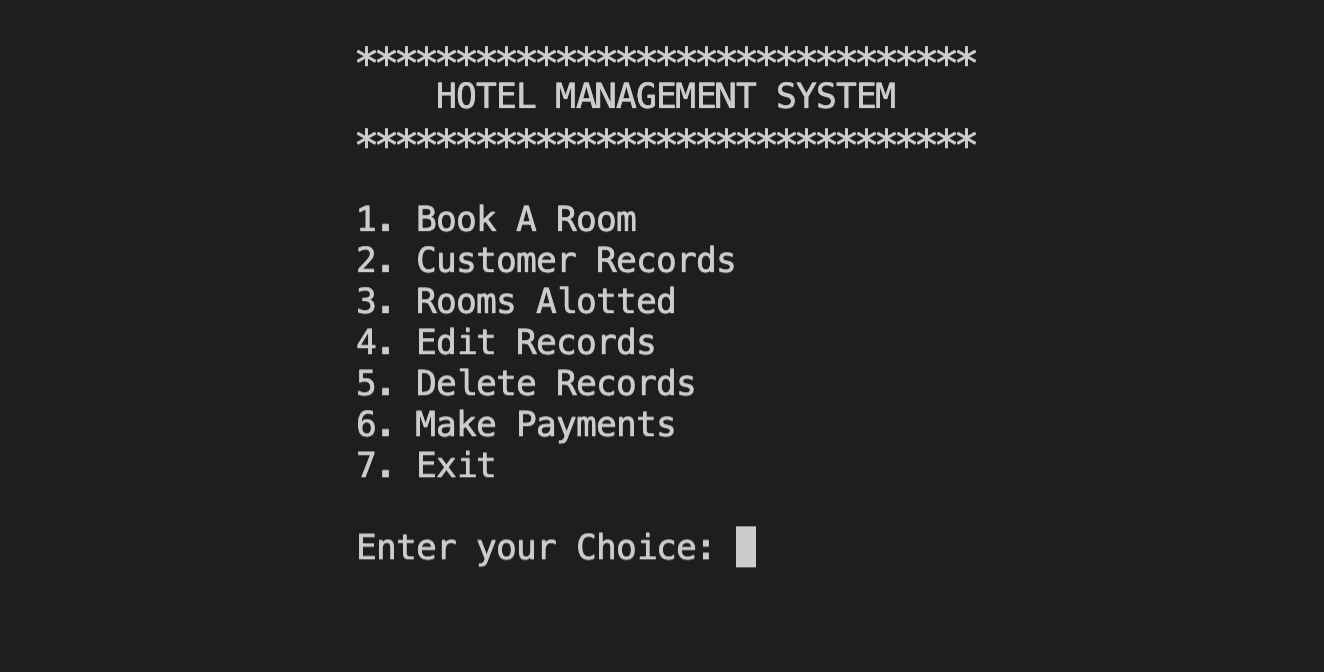 *******************************
HOTEL MANAGEMENT SYSTEM
*******************************
1. Book A Room
2. Customer Records
3. Rooms Alotted
4. Edit Records
5. Delete Records
6. Make Payments
7. Exit
Enter your Choice: